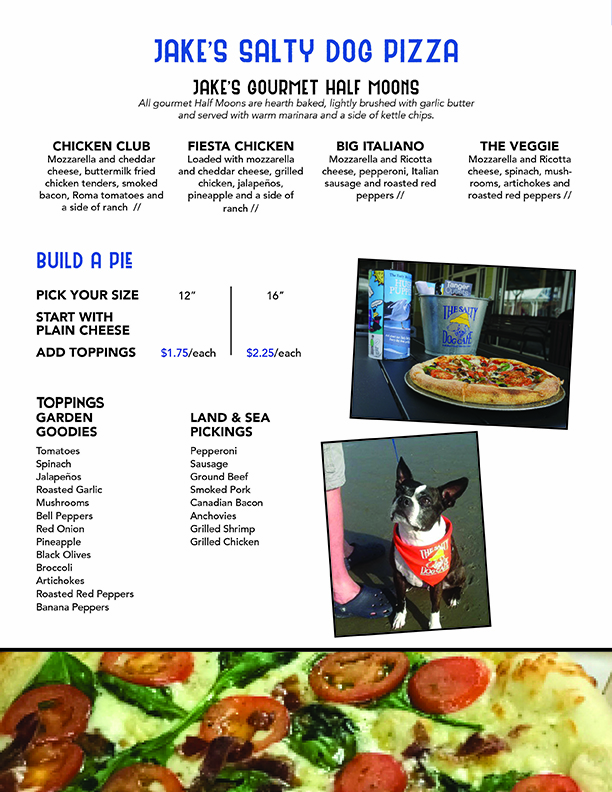 JAKE'S SALTY DOG PIZZA
JAKE'S GOURMET HALF MOONS
All gourmet Half Moons are hearth baked, lightly brushed with garlic butter
and served with warm marinara and a side of kettle chips.
CHICKEN CLUB
Mozzarella and cheddar
cheese, buttermilk fried
chicken tenders, smoked
bacon, Roma tomatoes and
a side of ranch //
FIESTA CHICKEN
Loaded with mozzarella
and cheddar cheese, grilled
chicken, jalapeños,
pineapple and a side of
ranch //
BIG ITALIANO
Mozzarella and Ricotta
cheese, pepperoni, Italian
sausage and roasted red
peppers //
THE VEGGIE
Mozzarella and Ricotta
cheese, spinach, mush-
rooms, artichokes and
roasted red peppers //
BUILD A PIE
PICK YOUR SIZE 12" 16"
START WITH
PLAIN CHEESE
ADD TOPPINGS $1.75/each $2.25/each
TOPPINGS
GARDEN
GOODIES
Tomatoes
Spinach
Jalapeños
Roasted Garlic
Mushrooms
Bell Peppers
Red Onion
Pineapple
Black Olives
Broccoli
Artichokes
Roasted Red Peppers
Banana Peppers
LAND & SEA
PICKINGS
Pepperoni
Sausage
Ground Beef
Smoked Pork
Canadian Bacon
Anchovies
Grilled Shrimp
Grilled Chicken
Tanger
THE SALTY
DOG CAFE
THE SALTY
DOG CAFE